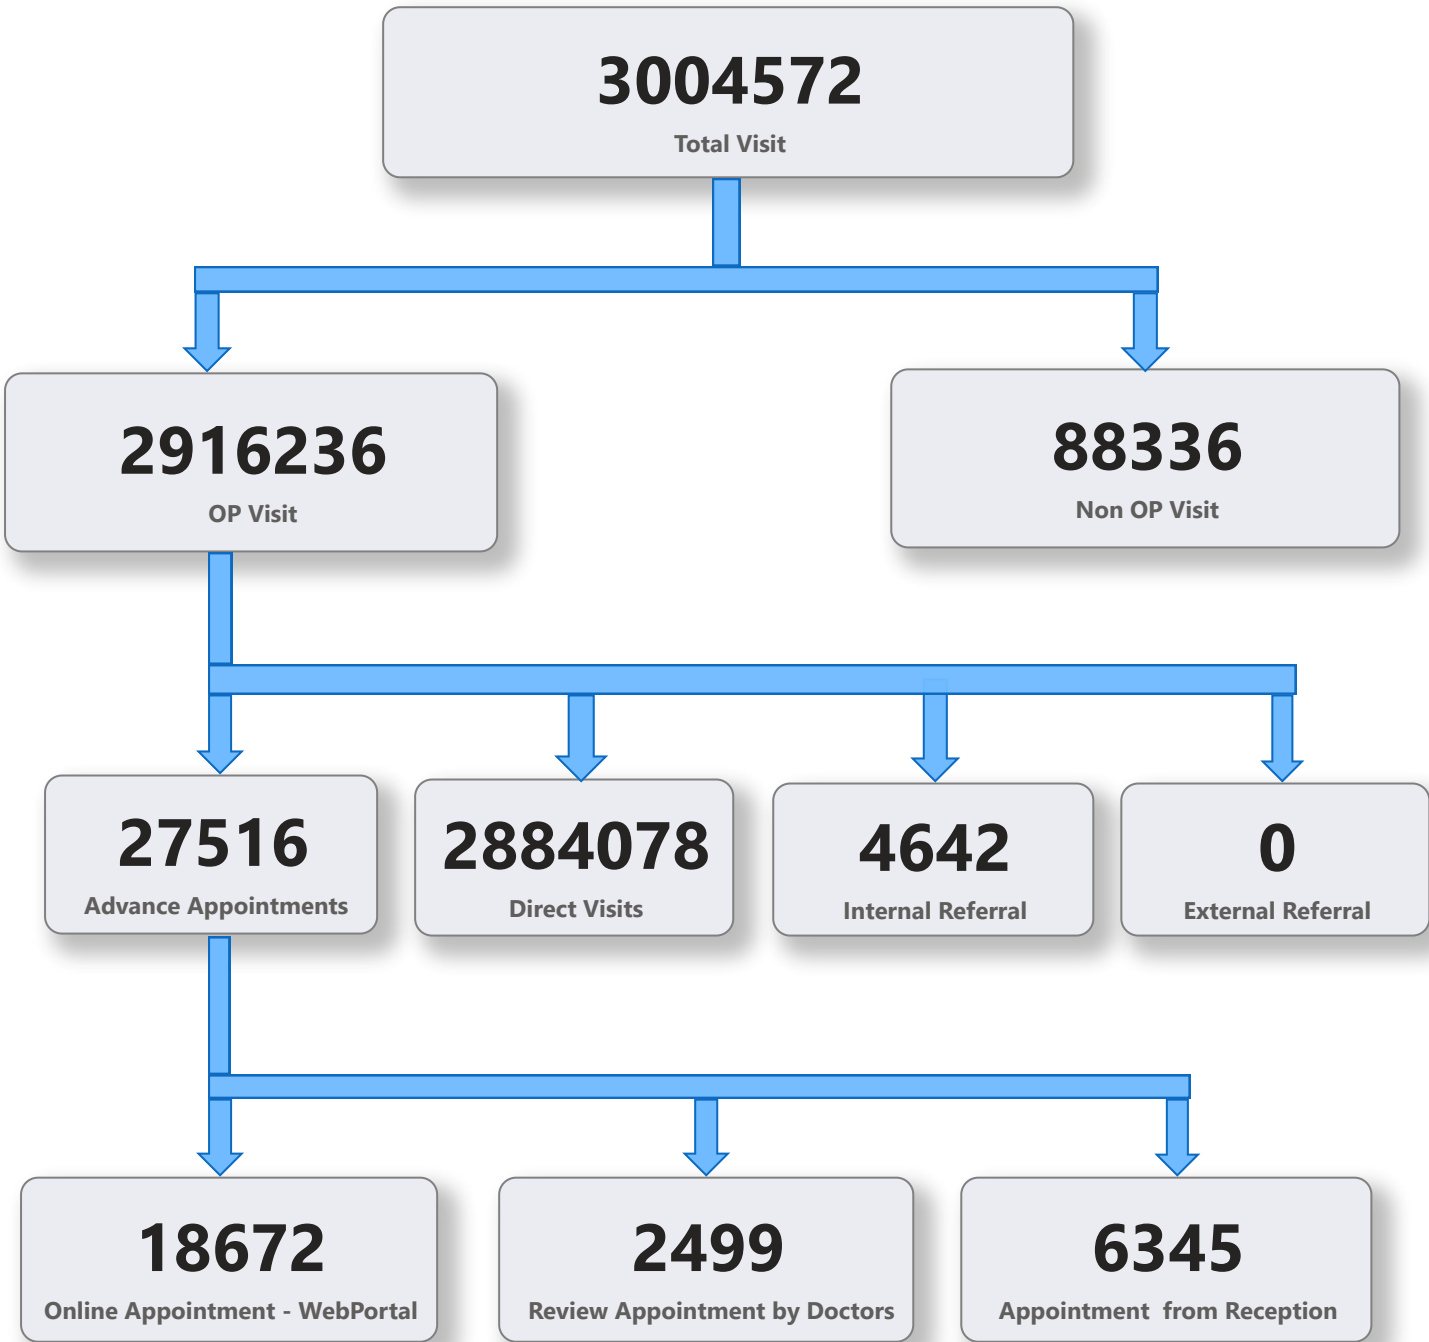 3004572
Total Visit
2916236
OP Visit
88336
Non OP Visit
27516
Advance Appointments
2884078
Direct Visits
4642
Internal Referral
0
External Referral
18672
Online Appointment - WebPortal
2499
Review Appointment by Doctors
6345
Appointment  from Reception